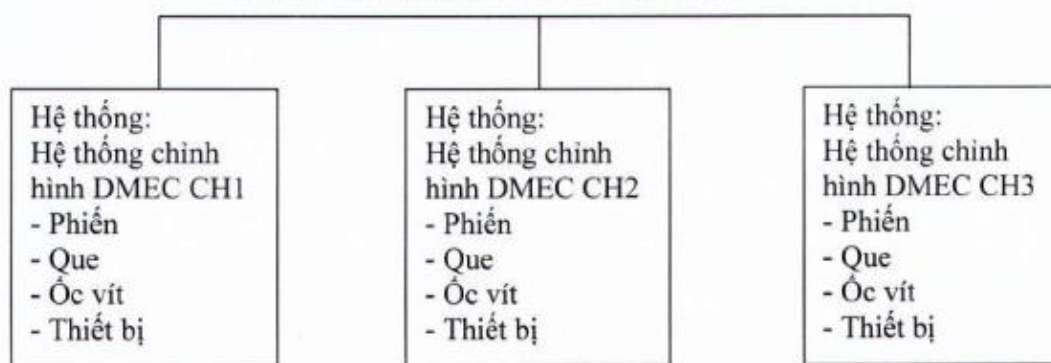 Hệ thống:
Hệ thống chỉnh
hình DMEC CH1
- Phiến
- Que
- Ốc vít
- Thiết bị
Hệ thống:
Hệ thống chỉnh
hình DMEC CH2
- Phiến
- Que
- Ốc vít
- Thiết bị
Hệ thống:
Hệ thống chỉnh
hình DMEC CH3
- Phiến
- Que
- Ốc vít
- Thiết bị